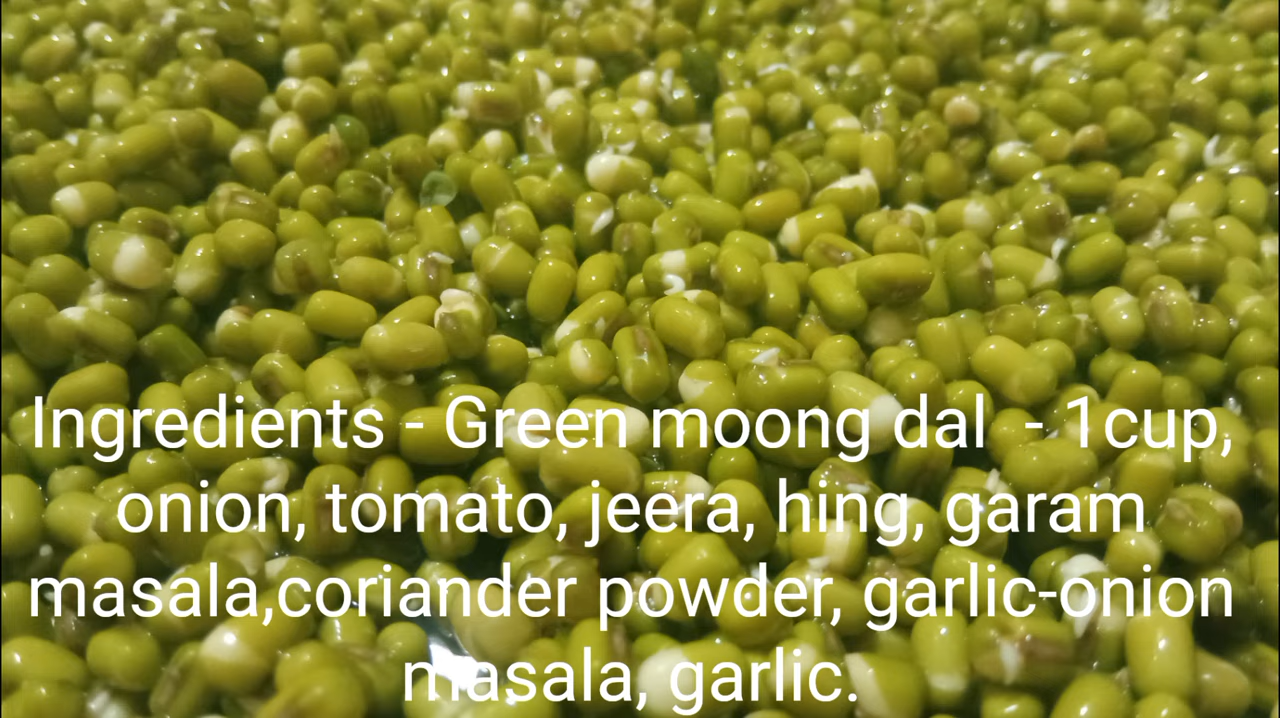 Ingredients - Green moong dal  - 1cup,
onion, tomato, jeera, hing, garam
masala,coriander powder, garlic-onion
masala, garlic.